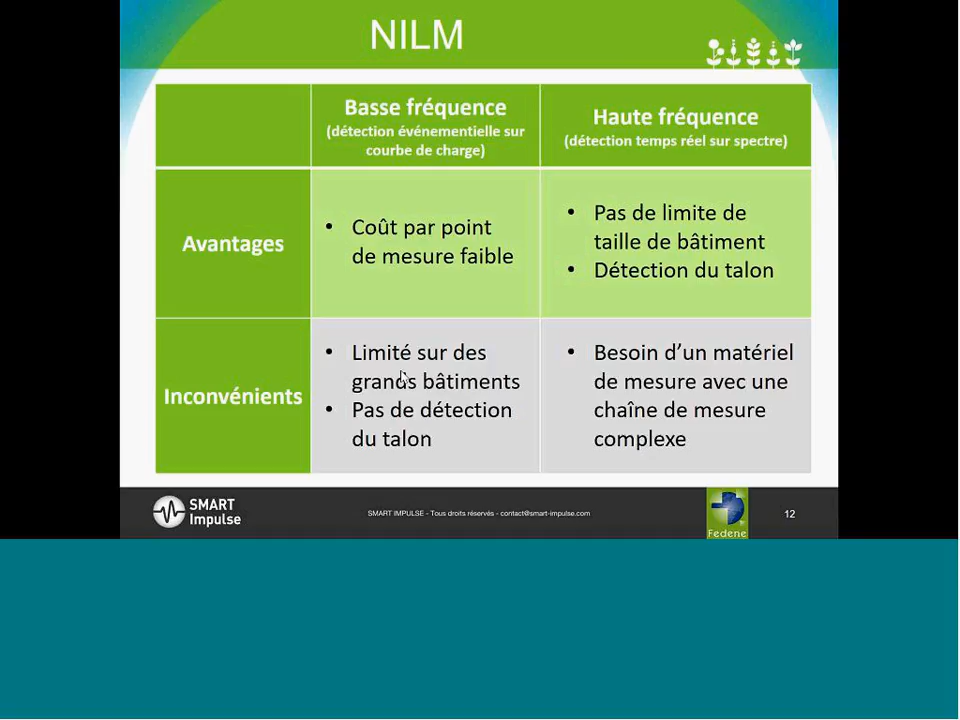 NILM
Basse fréquence
(détection événementielle sur
courbe de charge)
Haute fréquence
(détection temps réel sur spectre)
Avantages
• Coût par point
de mesure faible
• Pas de limite de
taille de bâtiment
• Détection du talon
Inconvénients
• Limité sur des
grands bâtiments
• Pas de détection
du talon
• Besoin d’un matériel
de mesure avec une
chaîne de mesure
complexe
SMART
Impulse
SMART IMPULSE - Tous droits réservés - contact@smart-impulse.com
Fedene
12